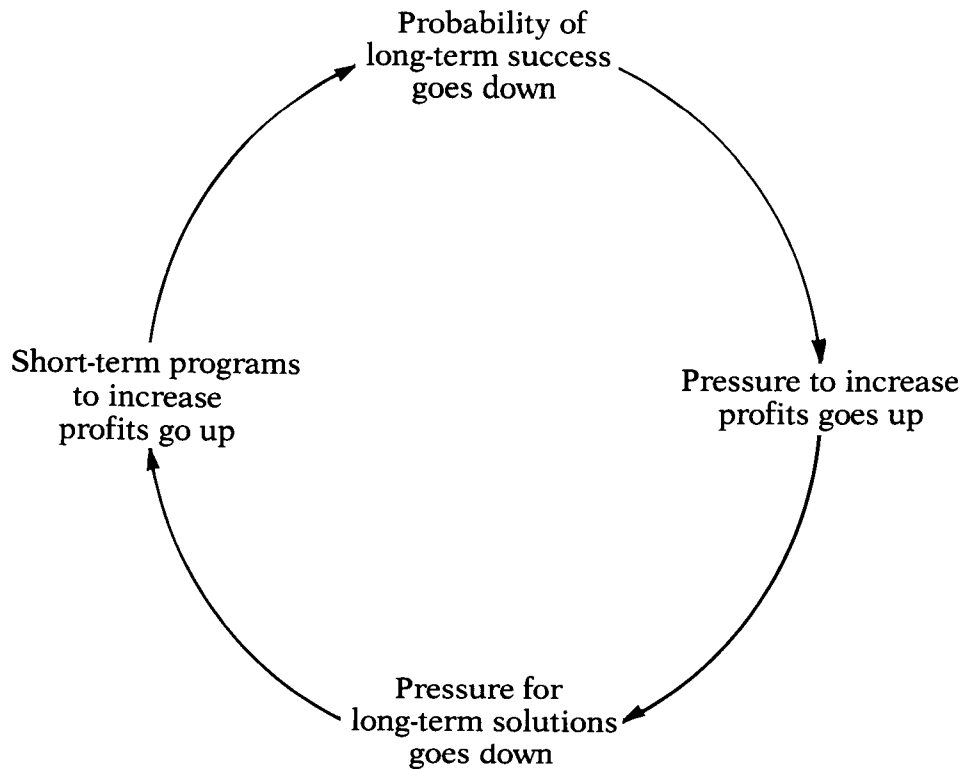 Probability of
long-term success
goes down
Short-term programs
to increase
profits go up
Pressure to increase
profits goes up
Pressure for
long-term solutions
goes down